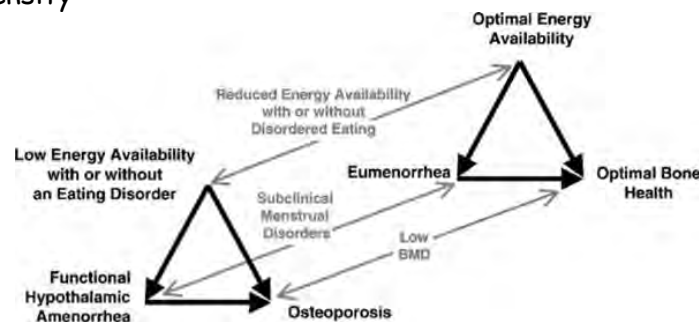 Optimal Energy
Availability
Reduced Energy Availability
with or without
Disordered Eating
Low Energy Availability
with or without
an Eating Disorder
Eumenorrhea
Optimal Bone
Health
Subclinical
Menstrual
Disorders
Low
BMD
Functional
Hypothalamic
Amenorrhea
Osteoporosis